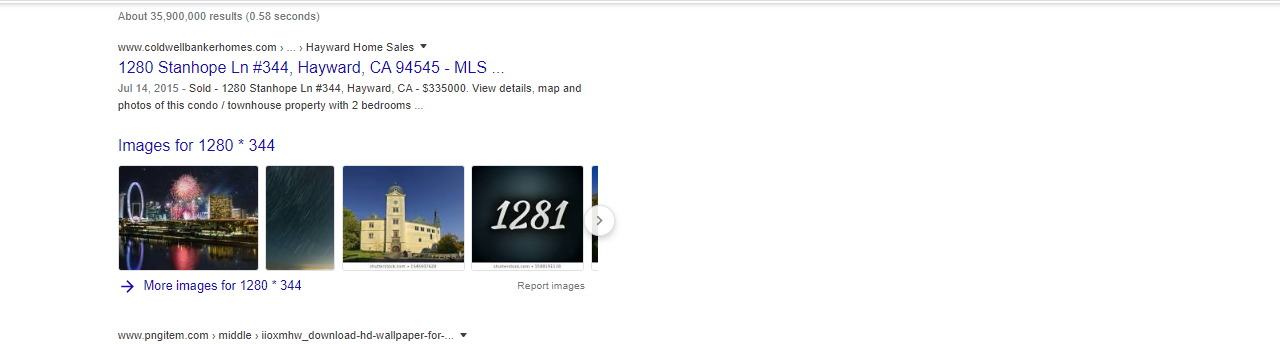 About 35,900,000 results (0.58 seconds)
www.coldwellbankerhomes.com › ... › Hayward Home Sales
1280 Stanhope Ln #344, Hayward, CA 94545 - MLS ...
Jul 14, 2015 - Sold - 1280 Stanhope Ln #344, Hayward, CA - $335000. View details, map and
photos of this condo / townhouse property with 2 bedrooms ...
Images for 1280 * 344
1281
More images for 1280 * 344
Report images
www.pngitem.com › middle › iioxmhw_download-hd-wallpaper-for-...